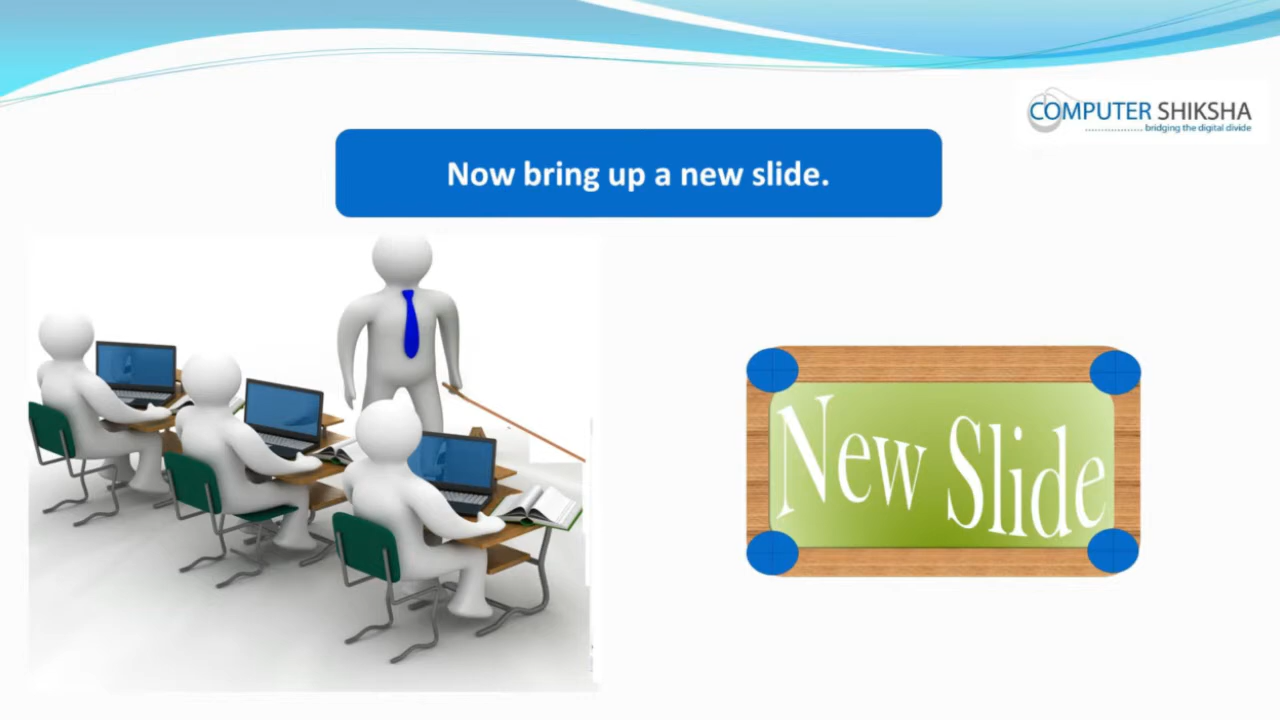 COMPUTER SHIKSHA
bridging the digital divide
Now bring up a new slide.
New Slide